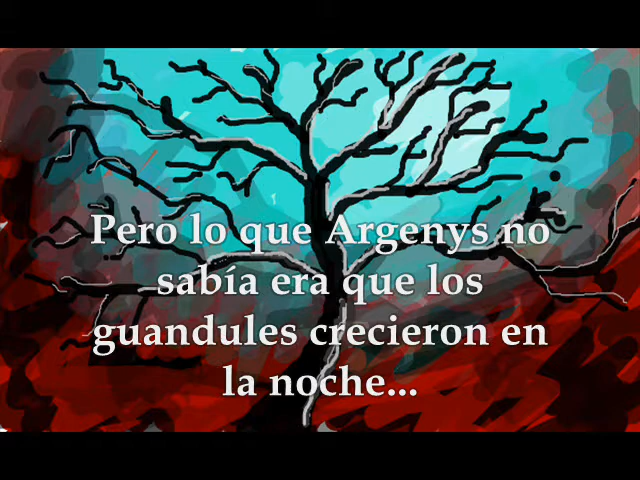 Pero lo que Argenys no
sabía era que los
guandules crecieron en
la noche...